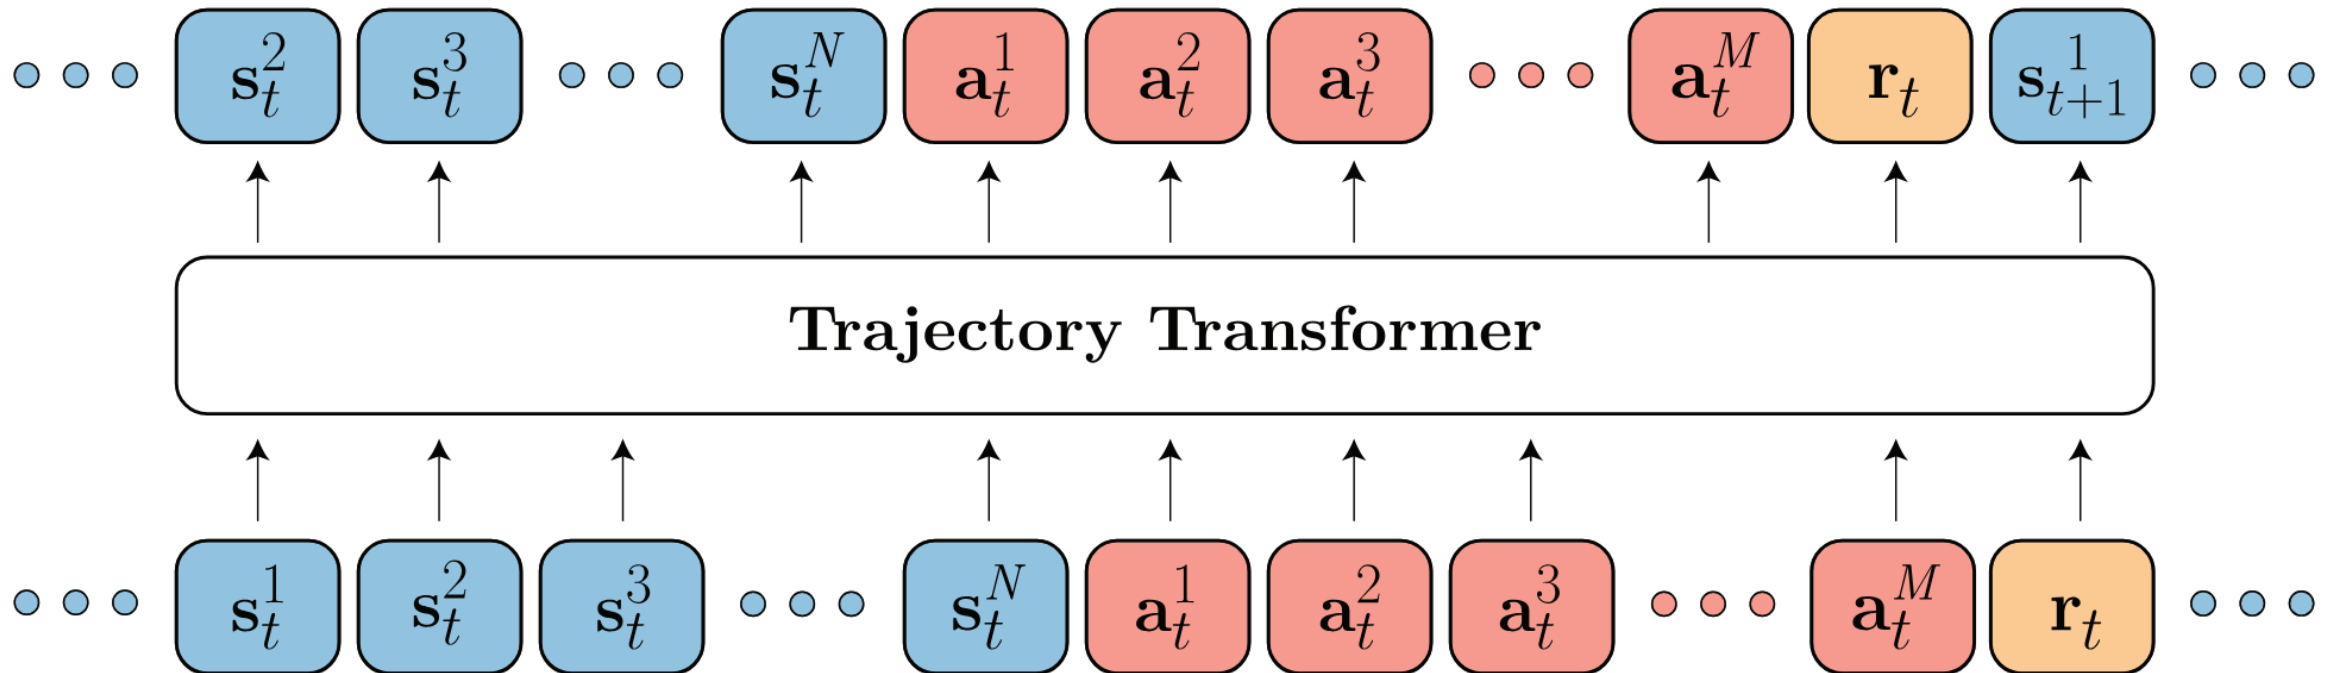 s_t^2 s_t^3 s_t^N a_t^1 a_t^2 a_t^3 a_t^M r_t s_{t+1}^1
Trajectory Transformer
s_t^1 s_t^2 s_t^3 s_t^N a_t^1 a_t^2 a_t^3 a_t^M r_t